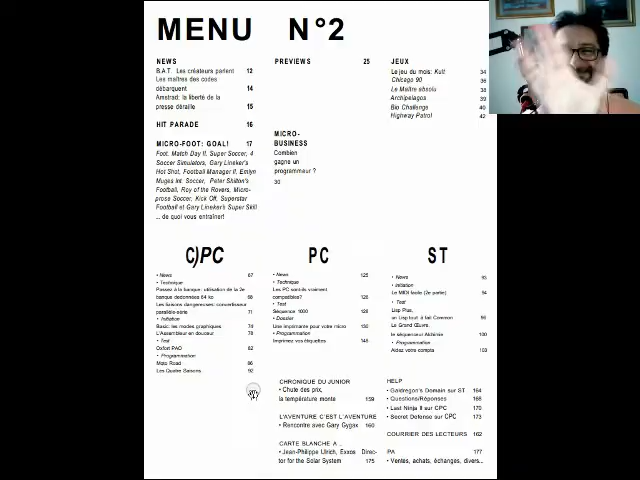 MENU N°2
NEWS
B.A.T. Les créateurs parlent 12
Les maîtres des codes
débarquent 14
Amstrad: la liberté de la
presse déraille 15
HIT PARADE 16
MICRO-FOOT: GOAL! 17
Foot: Match Day II, Super Soccer, 4
Soccer Simulators, Gary Lineker's
Hot Shot, Football Manager II, Emlyn
Muges Int. Soccer, Peter Shilton's
Football, Roy of the Rovers, Micro-
prose Soccer, Kick Off, Superstar
Football et Gary Lineker's Super Skill
... de quoi vous entraîner!
PREVIEWS 25
MICRO-
BUSINESS
Combien
gagne un
programmeur ?
30
JEUX
Le jeu du mois: Kult 34
Chicago 90 36
Le Maître absolu 38
Archipelagos 39
Bio Challenge 40
Highway Patrol 42
C)PC
• News 67
• Technique
Passez à la banque: utilisation de la 2e
banque dedonnées 64 ko 68
Les liaisons dangereuses: convertisseur
parallèle-série 71
• Initiation
Basic: les modes graphiques 74
L'Assembleur en douceur 78
• Test
Oxford PAO 82
• Programmation
Moto Road 86
Les Quatre Saisons 92
PC
• News 125
• Technique
Les PC sont-ils vraiment
compatibles? 126
• Test
Séquence 1000 128
• Dossier
Une imprimante pour votre micro 130
• Programmation
Imprimez vos étiquettes 145
ST
• News 93
• Initiation
Le MIDI facile (2e partie) 94
• Test
Lisp Plus,
un Lisp tout à fait Common 96
Le Grand Œuvre,
le séquenceur Alchimie 100
• Programmation
Aidez votre compta 103
CHRONIQUE DU JUNIOR
• Chute des prix,
la température monte 159
L'AVENTURE C'EST L'AVENTURE
• Rencontre avec Gary Gygax 160
CARTE BLANCHE A ..
• Jean-Philippe Ulrich, Exxos Direc-
tor for the Solar System 175
HELP
• Galdregon's Domain sur ST 164
• Questions/Réponses 168
• Last Ninja II sur CPC 170
• Secret Defense sur CPC 173
COURRIER DES LECTEURS 162
PA 177
• Ventes, achats, échanges, divers...